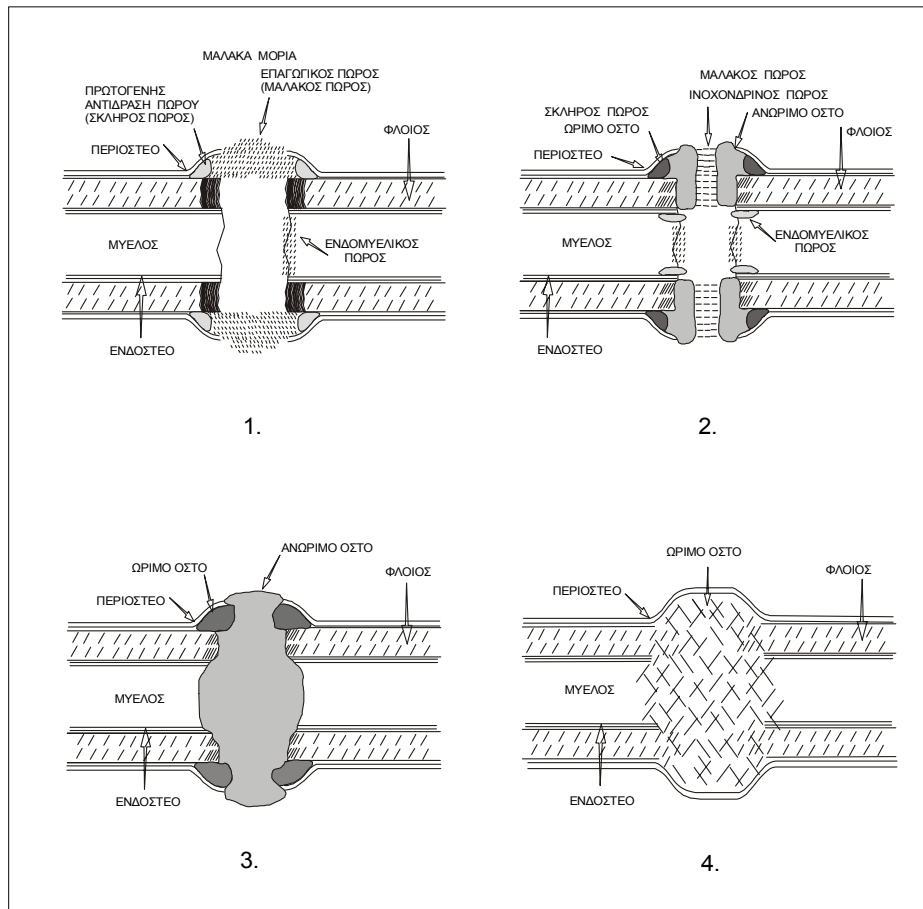 ΜΑΛΑΚΑ ΜΟΡΙΑ
ΕΠΑΓΩΓΙΚΟΣ ΠΩΡΟΣ
(ΜΑΛΑΚΟΣ ΠΩΡΟΣ)
ΠΡΩΤΟΓΕΝΗΣ
ΑΝΤΙΔΡΑΣΗ ΠΩΡΟΥ
(ΣΚΛΗΡΟΣ ΠΩΡΟΣ)
ΠΕΡΙΟΣΤΕΟ
ΦΛΟΙΟΣ
ΜΥΕΛΟΣ
ΕΝΔΟΜΥΕΛΙΚΟΣ
ΠΩΡΟΣ
ΕΝΔΟΣΤΕΟ
1.
ΜΑΛΑΚΟΣ ΠΩΡΟΣ
ΙΝΟΧΟΝΔΡΙΝΟΣ ΠΩΡΟΣ
ΣΚΛΗΡΟΣ ΠΩΡΟΣ
ΩΡΙΜΟ ΟΣΤΟ
ΑΝΩΡΙΜΟ ΟΣΤΟ
ΠΕΡΙΟΣΤΕΟ
ΦΛΟΙΟΣ
ΜΥΕΛΟΣ
ΕΝΔΟΜΥΕΛΙΚΟΣ
ΠΩΡΟΣ
ΕΝΔΟΣΤΕΟ
2.
ΑΝΩΡΙΜΟ ΟΣΤΟ
ΩΡΙΜΟ ΟΣΤΟ
ΠΕΡΙΟΣΤΕΟ
ΦΛΟΙΟΣ
ΜΥΕΛΟΣ
ΕΝΔΟΣΤΕΟ
3.
ΩΡΙΜΟ ΟΣΤΟ
ΠΕΡΙΟΣΤΕΟ
ΦΛΟΙΟΣ
ΜΥΕΛΟΣ
ΕΝΔΟΣΤΕΟ
4.